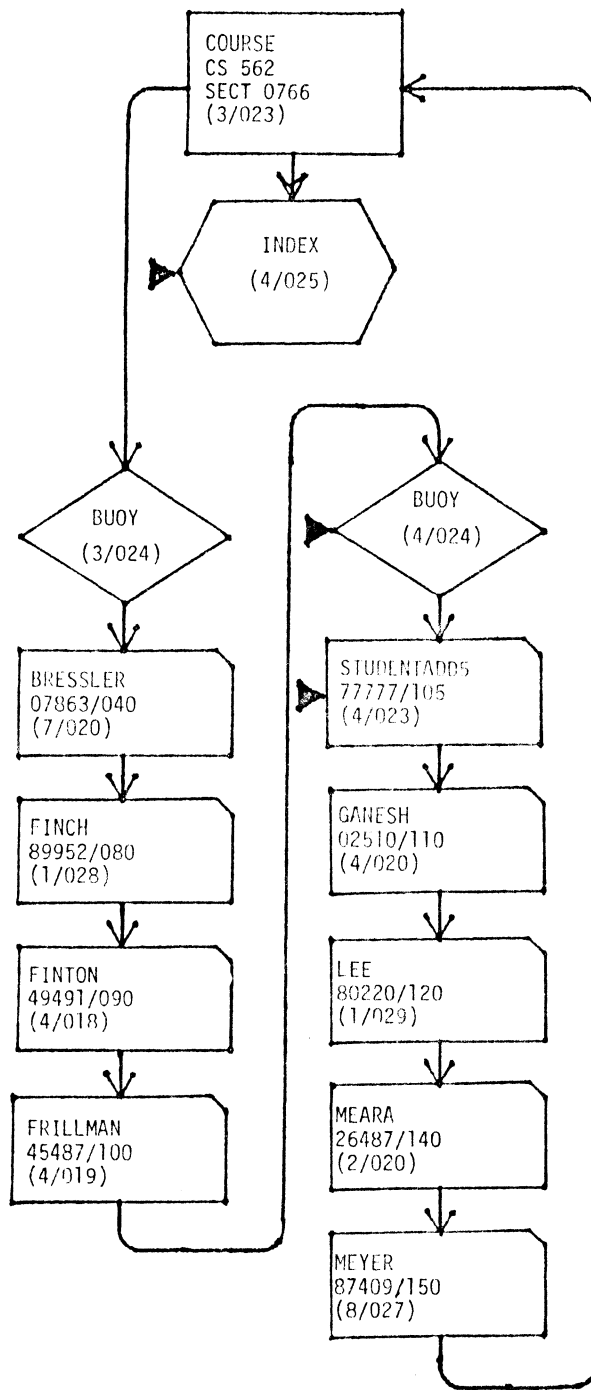 COURSE
CS 562
SECT 0766
(3/023)
INDEX
(4/025)
BUOY
(3/024)
BRESSLER
07863/040
(7/020)
FINCH
89952/080
(1/028)
FINTON
49491/090
(4/018)
FRILLMAN
45487/100
(4/019)
BUOY
(4/024)
STUDENTADD5
77777/105
(4/023)
GANESH
02510/110
(4/020)
LEE
80220/120
(1/029)
MEARA
26487/140
(2/020)
MEYER
87409/150
(8/027)